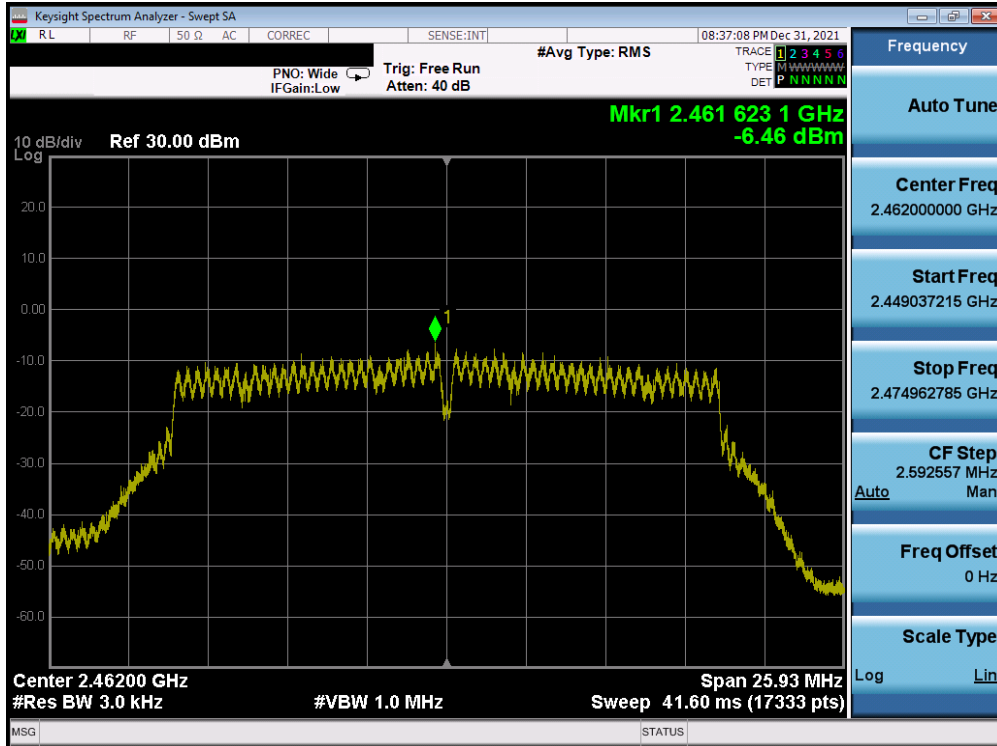 Keysight Spectrum Analyzer - Swept SA
LXI RL RF 50 Ω AC CORREC SENSE:INT 08:37:08 PM Dec 31, 2021
#Avg Type: RMS
TRACE 1 2 3 4 5 6
TYPE M WWWWW
DET P N N N N N
PNO: Wide Trig: Free Run
IFGain:Low Atten: 40 dB
Mkr1 2.461 623 1 GHz
-6.46 dBm
10 dB/div Ref 30.00 dBm
Log
20.0
10.0
0.00
1
-10.0
-20.0
-30.0
-40.0
-50.0
-60.0
Center 2.46200 GHz Span 25.93 MHz
#Res BW 3.0 kHz #VBW 1.0 MHz Sweep 41.60 ms (17333 pts)
MSG STATUS
Frequency
Auto Tune
Center Freq
2.462000000 GHz
Start Freq
2.449037215 GHz
Stop Freq
2.474962785 GHz
CF Step
2.592557 MHz
Auto Man
Freq Offset
0 Hz
Scale Type
Log Lin